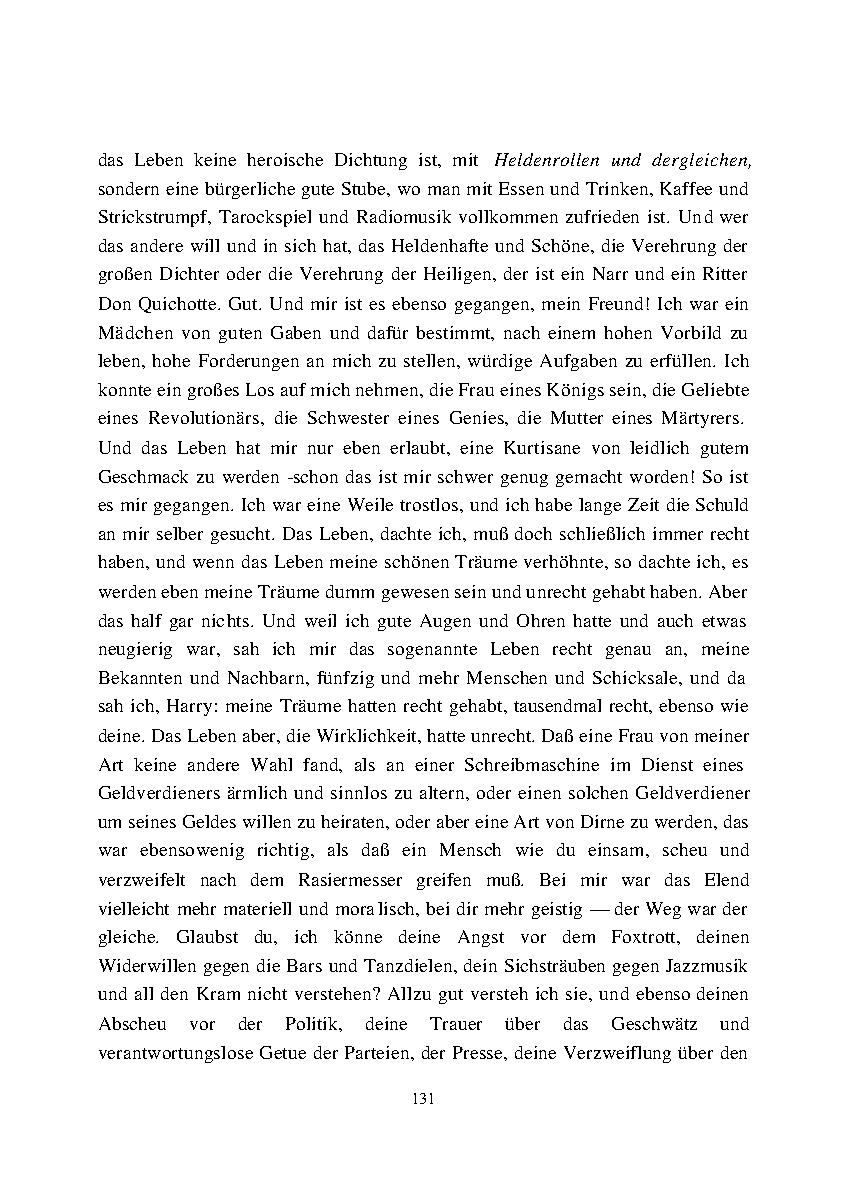 das Leben keine heroische Dichtung ist, mit Heldenrollen und dergleichen,
sondern eine bürgerliche gute Stube, wo man mit Essen und Trinken, Kaffee und
Strickstrumpf, Tarockspiel und Radiomusik vollkommen zufrieden ist. Und wer
das andere will und in sich hat, das Heldenhafte und Schöne, die Verehrung der
großen Dichter oder die Verehrung der Heiligen, der ist ein Narr und ein Ritter
Don Quichotte. Gut. Und mir ist es ebenso gegangen, mein Freund! Ich war ein
Mädchen von guten Gaben und dafür bestimmt, nach einem hohen Vorbild zu
leben, hohe Forderungen an mich zu stellen, würdige Aufgaben zu erfüllen. Ich
konnte ein großes Los auf mich nehmen, die Frau eines Königs sein, die Geliebte
eines Revolutionärs, die Schwester eines Genies, die Mutter eines Märtyrers.
Und das Leben hat mir nur eben erlaubt, eine Kurtisane von leidlich gutem
Geschmack zu werden -schon das ist mir schwer genug gemacht worden! So ist
es mir gegangen. Ich war eine Weile trostlos, und ich habe lange Zeit die Schuld
an mir selber gesucht. Das Leben, dachte ich, muß doch schließlich immer recht
haben, und wenn das Leben meine schönen Träume verhöhnte, so dachte ich, es
werden eben meine Träume dumm gewesen sein und unrecht gehabt haben. Aber
das half gar nichts. Und weil ich gute Augen und Ohren hatte und auch etwas
neugierig war, sah ich mir das sogenannte Leben recht genau an, meine
Bekannten und Nachbarn, fünfzig und mehr Menschen und Schicksale, und da
sah ich, Harry: meine Träume hatten recht gehabt, tausendmal recht, ebenso wie
deine. Das Leben aber, die Wirklichkeit, hatte unrecht. Daß eine Frau von meiner
Art keine andere Wahl fand, als an einer Schreibmaschine im Dienst eines
Geldverdieners ärmlich und sinnlos zu altern, oder einen solchen Geldverdiener
um seines Geldes willen zu heiraten, oder aber eine Art von Dirne zu werden, das
war ebensowenig richtig, als daß ein Mensch wie du einsam, scheu und
verzweifelt nach dem Rasiermesser greifen muß. Bei mir war das Elend
vielleicht mehr materiell und moralisch, bei dir mehr geistig — der Weg war der
gleiche. Glaubst du, ich könne deine Angst vor dem Foxtrott, deinen
Widerwillen gegen die Bars und Tanzdielen, dein Sichsträuben gegen Jazzmusik
und all den Kram nicht verstehen? Allzu gut versteh ich sie, und ebenso deinen
Abscheu vor der Politik, deine Trauer über das Geschwätz und
verantwortungslose Getue der Parteien, der Presse, deine Verzweiflung über den
131